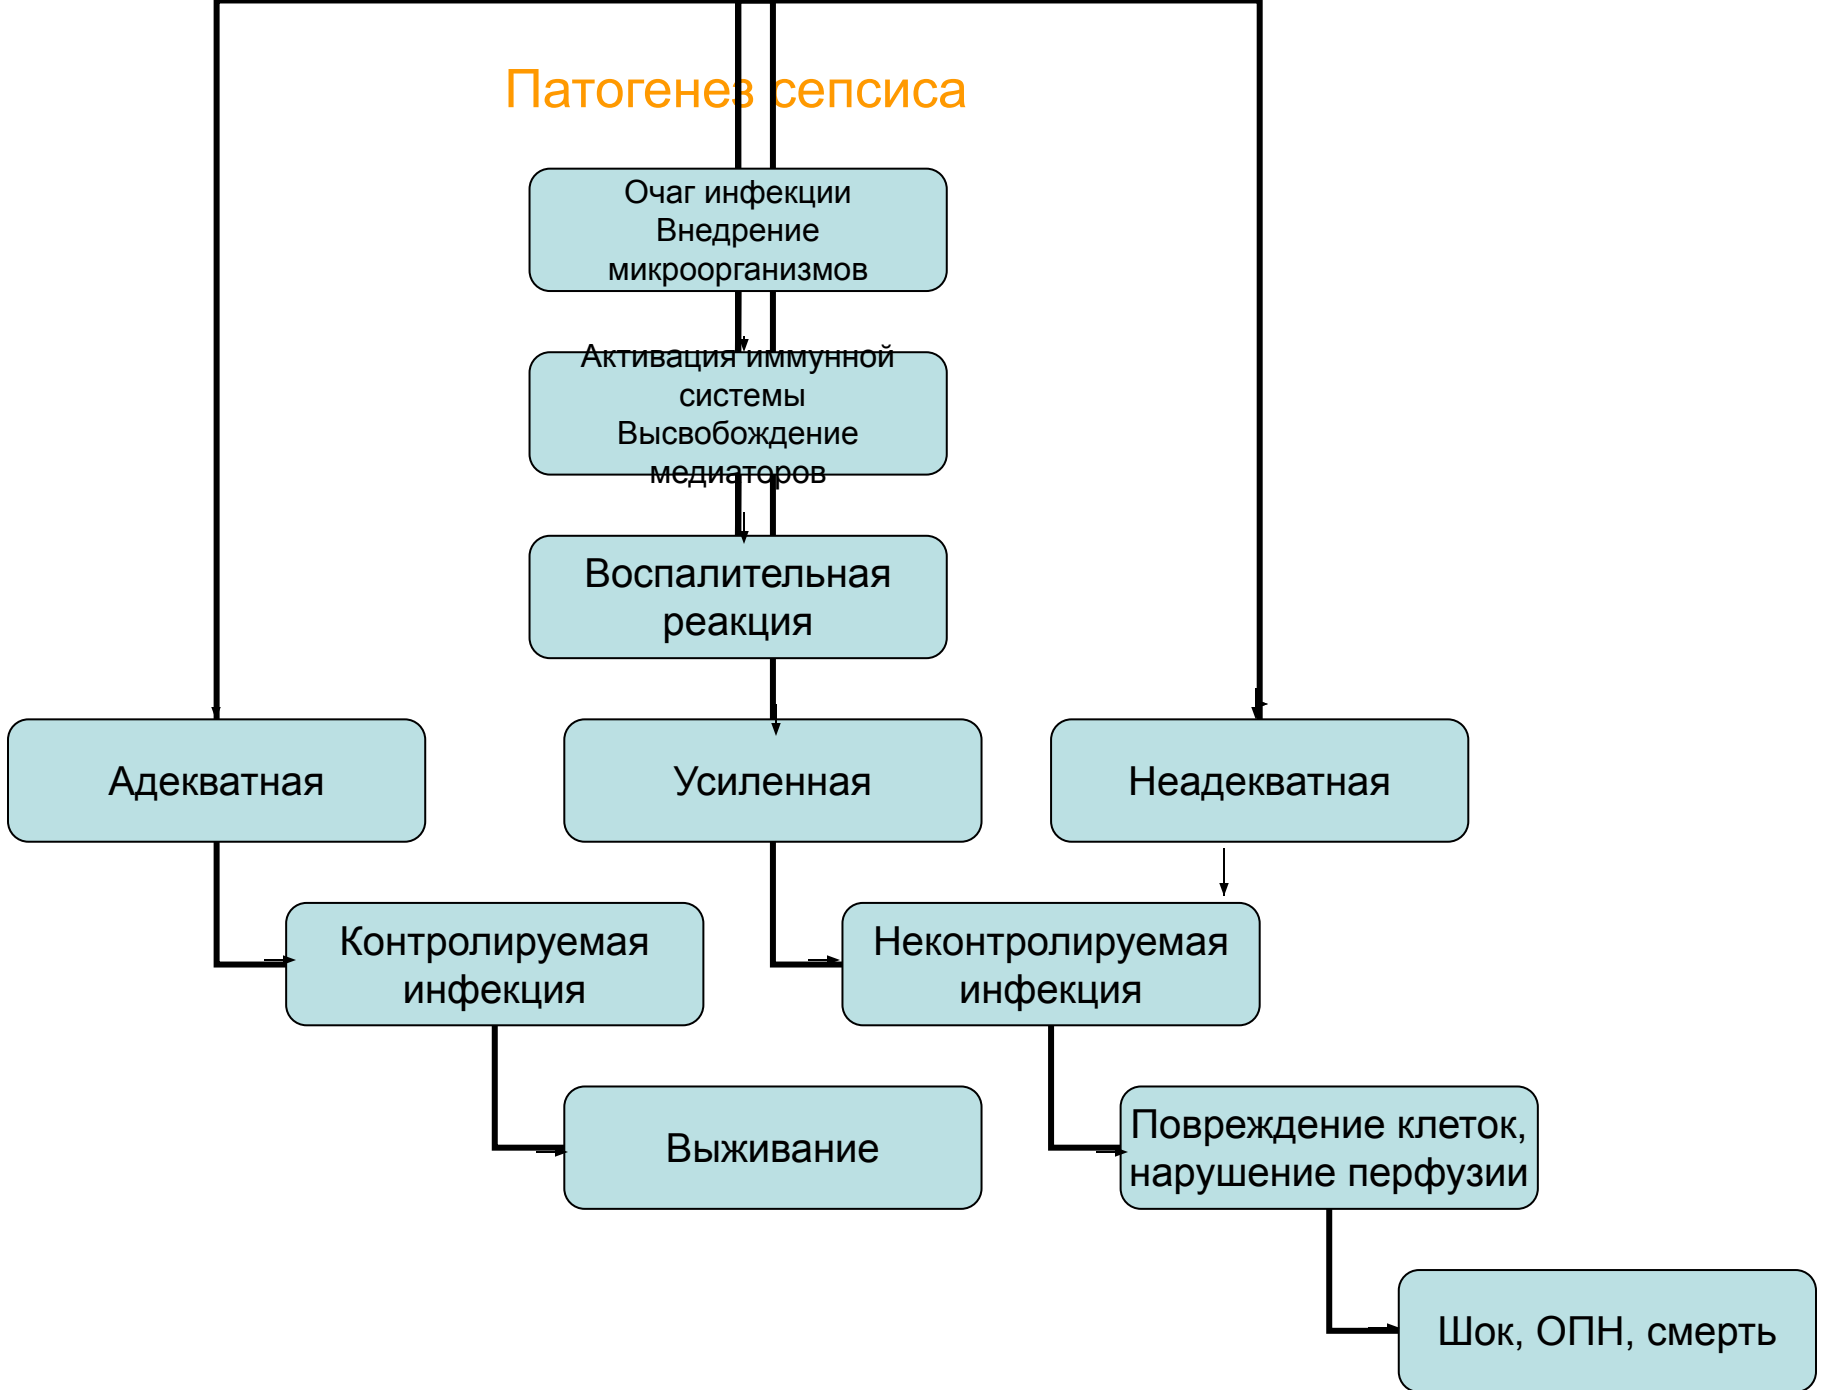 Патогенез сепсиса
Очаг инфекции
Внедрение
микроорганизмов
Активация иммунной
системы
Высвобождение
медиаторов
Воспалительная
реакция
Адекватная
Усиленная
Неадекватная
Контролируемая
инфекция
Неконтролируемая
инфекция
Выживание
Повреждение клеток,
нарушение перфузии
Шок, ОПН, смерть